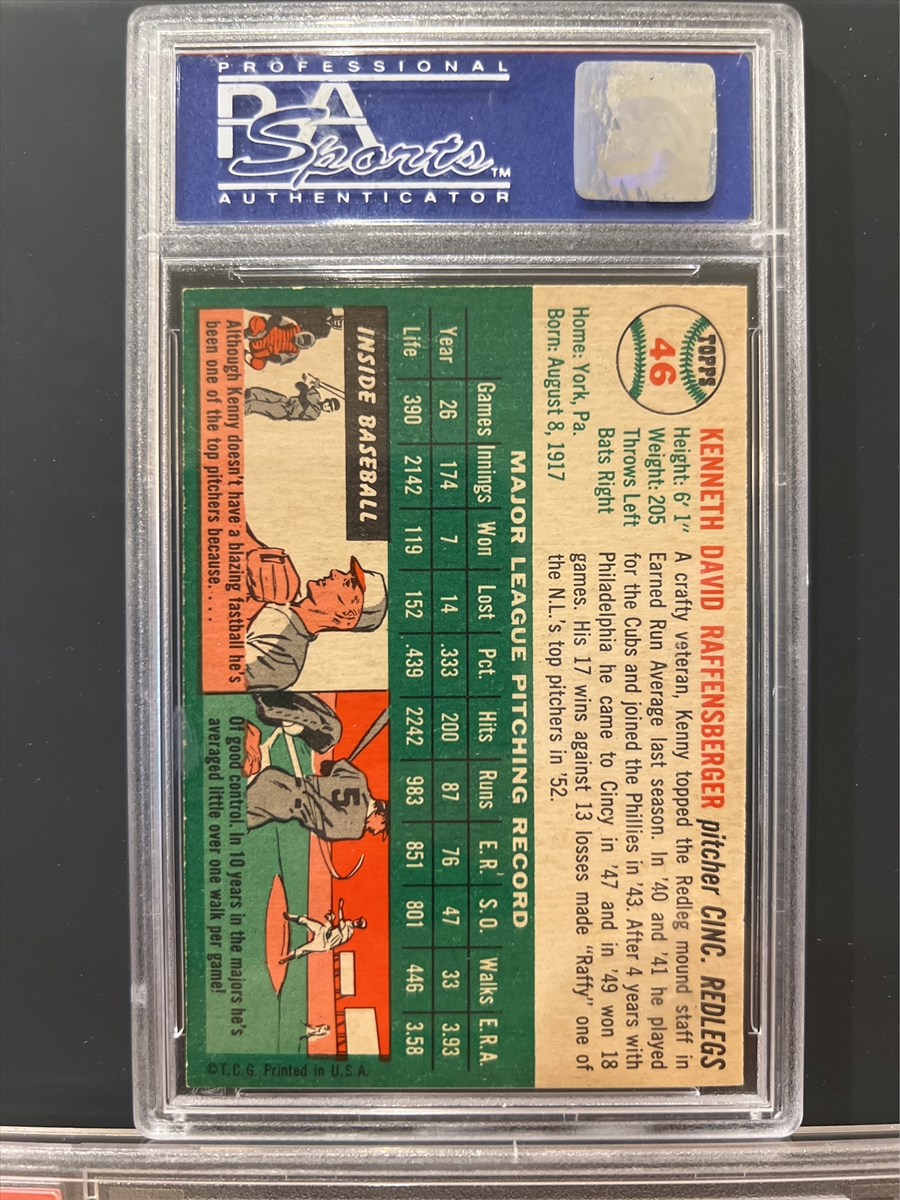 PROFESSIONAL
PSA
Sports™
AUTHENTICATOR
TOPPS
46
KENNETH DAVID RAFFENSBERGER pitcher CINC. REDLEGS
Height: 6' 1"
Weight: 205
Throws Left
Bats Right
Home: York, Pa.
Born: August 8, 1917
A crafty veteran, Kenny topped the Redleg mound staff in
Earned Run Average last season. In '40 and '41 he played
for the Cubs and joined the Phillies in '43. After 4 years with
Philadelphia he came to Cincy in '47 and in '49 won 18
games. His 17 wins against 13 losses made "Raffy" one of
the N.L.'s top pitchers in '52.
MAJOR LEAGUE PITCHING RECORD
Games Innings Won Lost Pct. Hits Runs E.R. S.O. Walks E.R.A.
Year 26 174 7 14 .333 200 87 76 47 33 3.93
Life 390 2142 119 152 .439 2242 983 851 801 446 3.58
INSIDE BASEBALL
Although Kenny doesn't have a blazing fastball he's
been one of the top pitchers because. . . .
5
Of good control. In 10 years in the majors he's
averaged little over one walk per game!
©T.C.G. Printed in U.S.A.